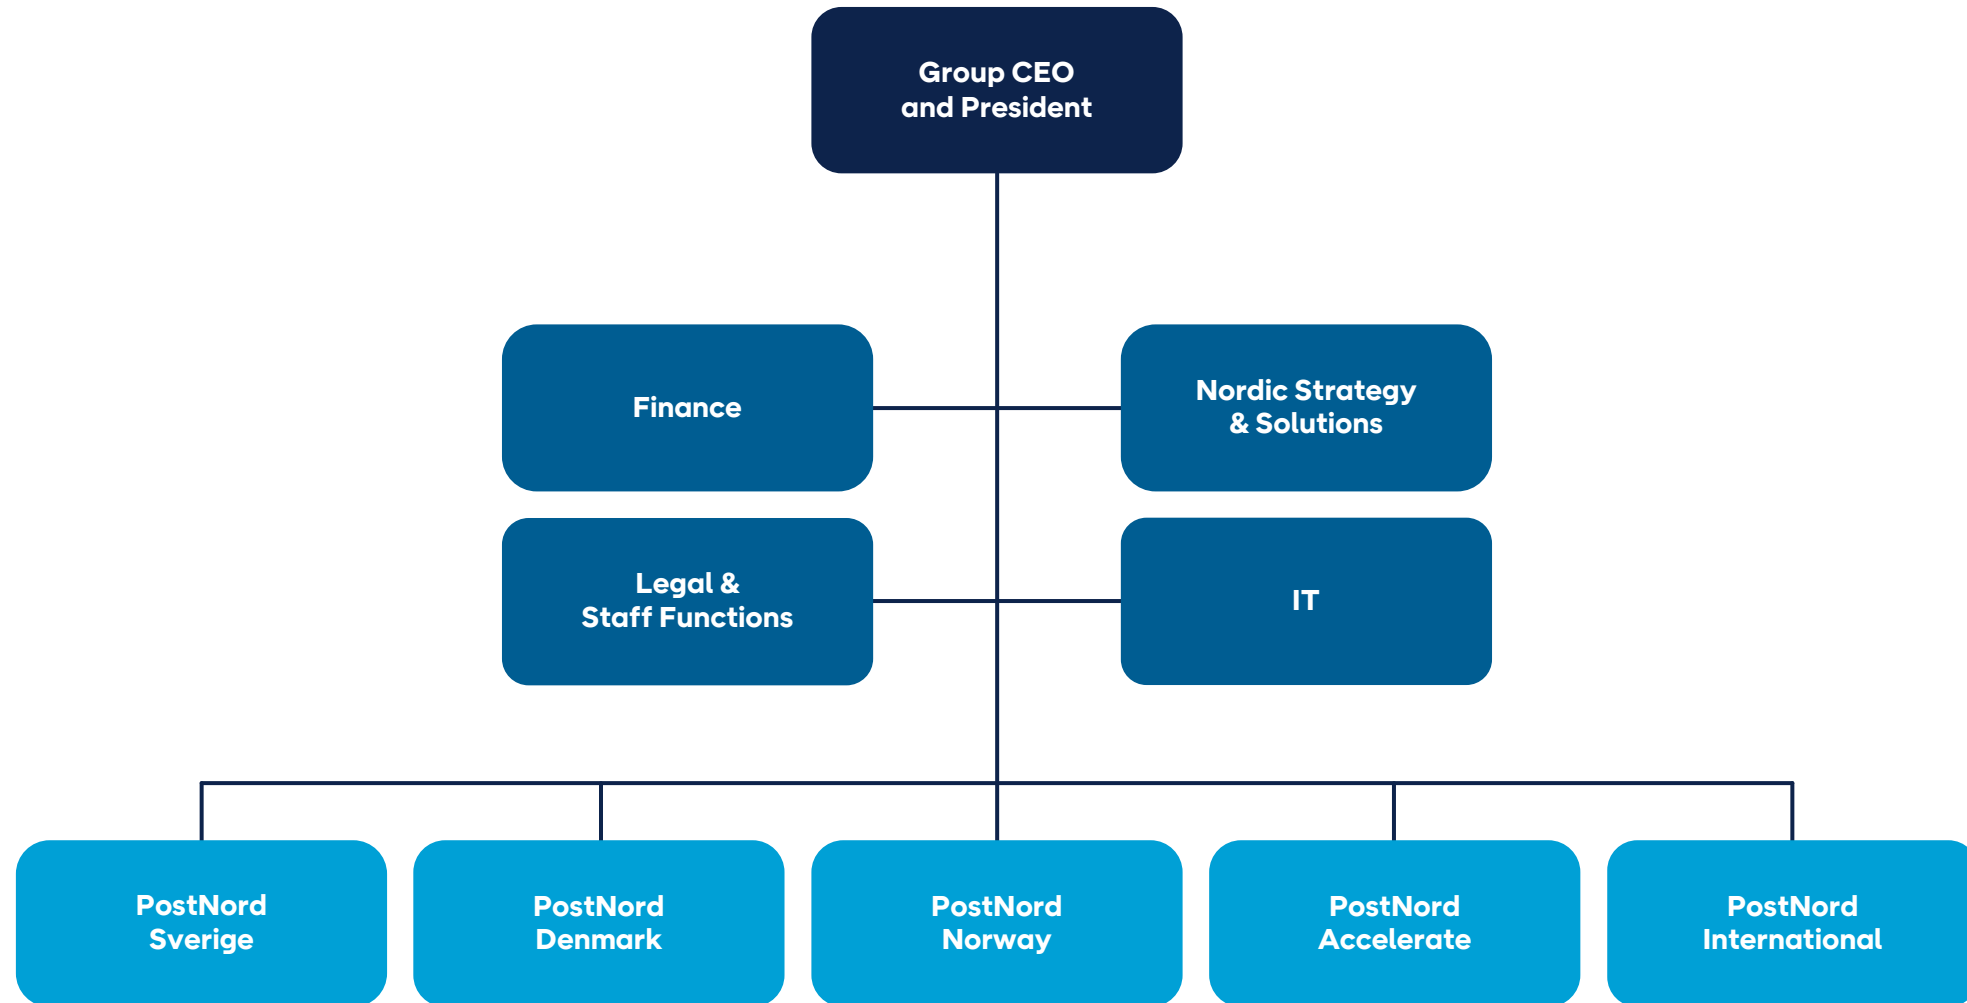 Group CEO
and President
Finance
Nordic Strategy
& Solutions
Legal &
Staff Functions
IT
PostNord
Sverige
PostNord
Denmark
PostNord
Norway
PostNord
Accelerate
PostNord
International